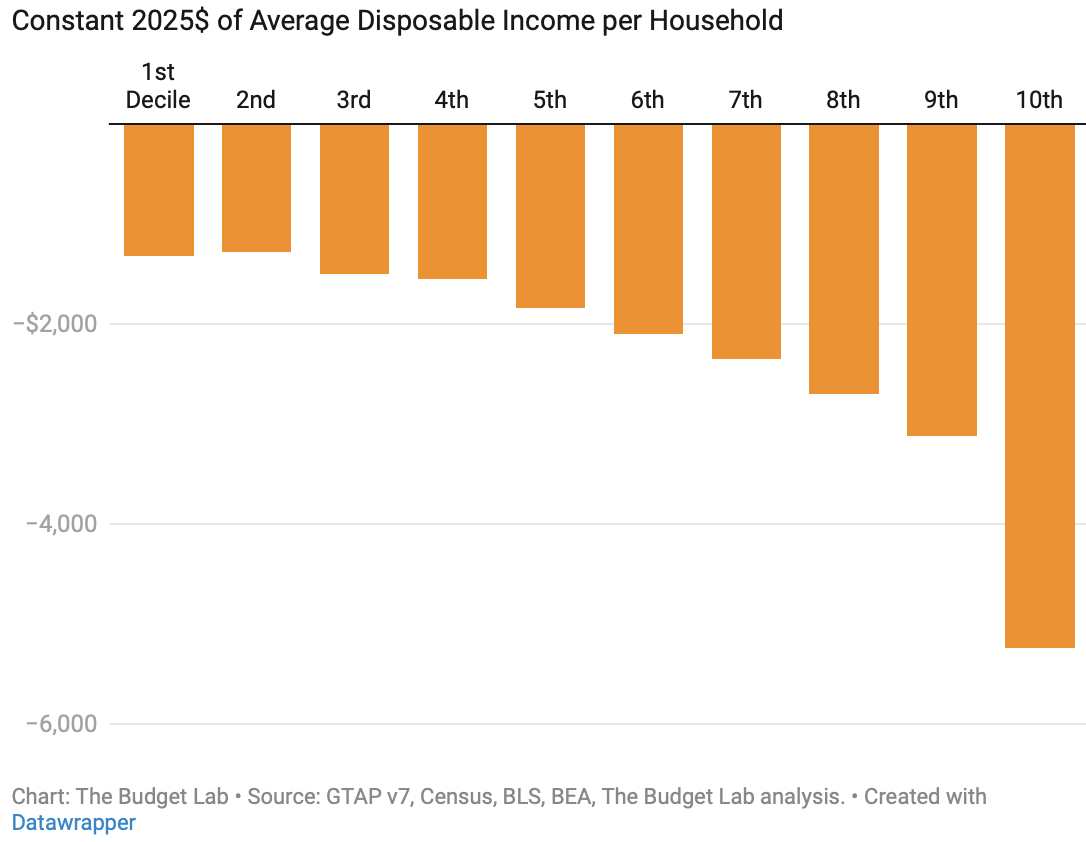 Constant 2025$ of Average Disposable Income per Household
1st
Decile 2nd 3rd 4th 5th 6th 7th 8th 9th 10th
−$2,000
−4,000
−6,000
Chart: The Budget Lab • Source: GTAP v7, Census, BLS, BEA, The Budget Lab analysis. • Created with
Datawrapper